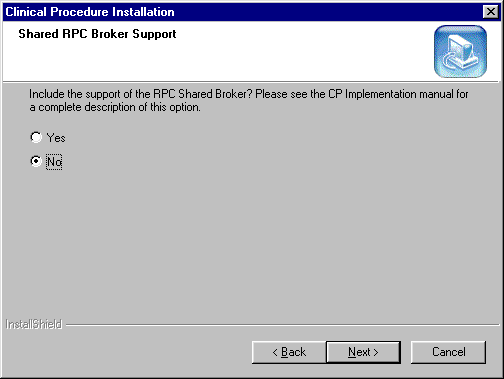 Clinical Procedure Installation
Shared RPC Broker Support
Include the support of the RPC Shared Broker? Please see the CP Implementation manual for
a complete description of this option.
Yes
No
InstallShield
< Back
Next >
Cancel